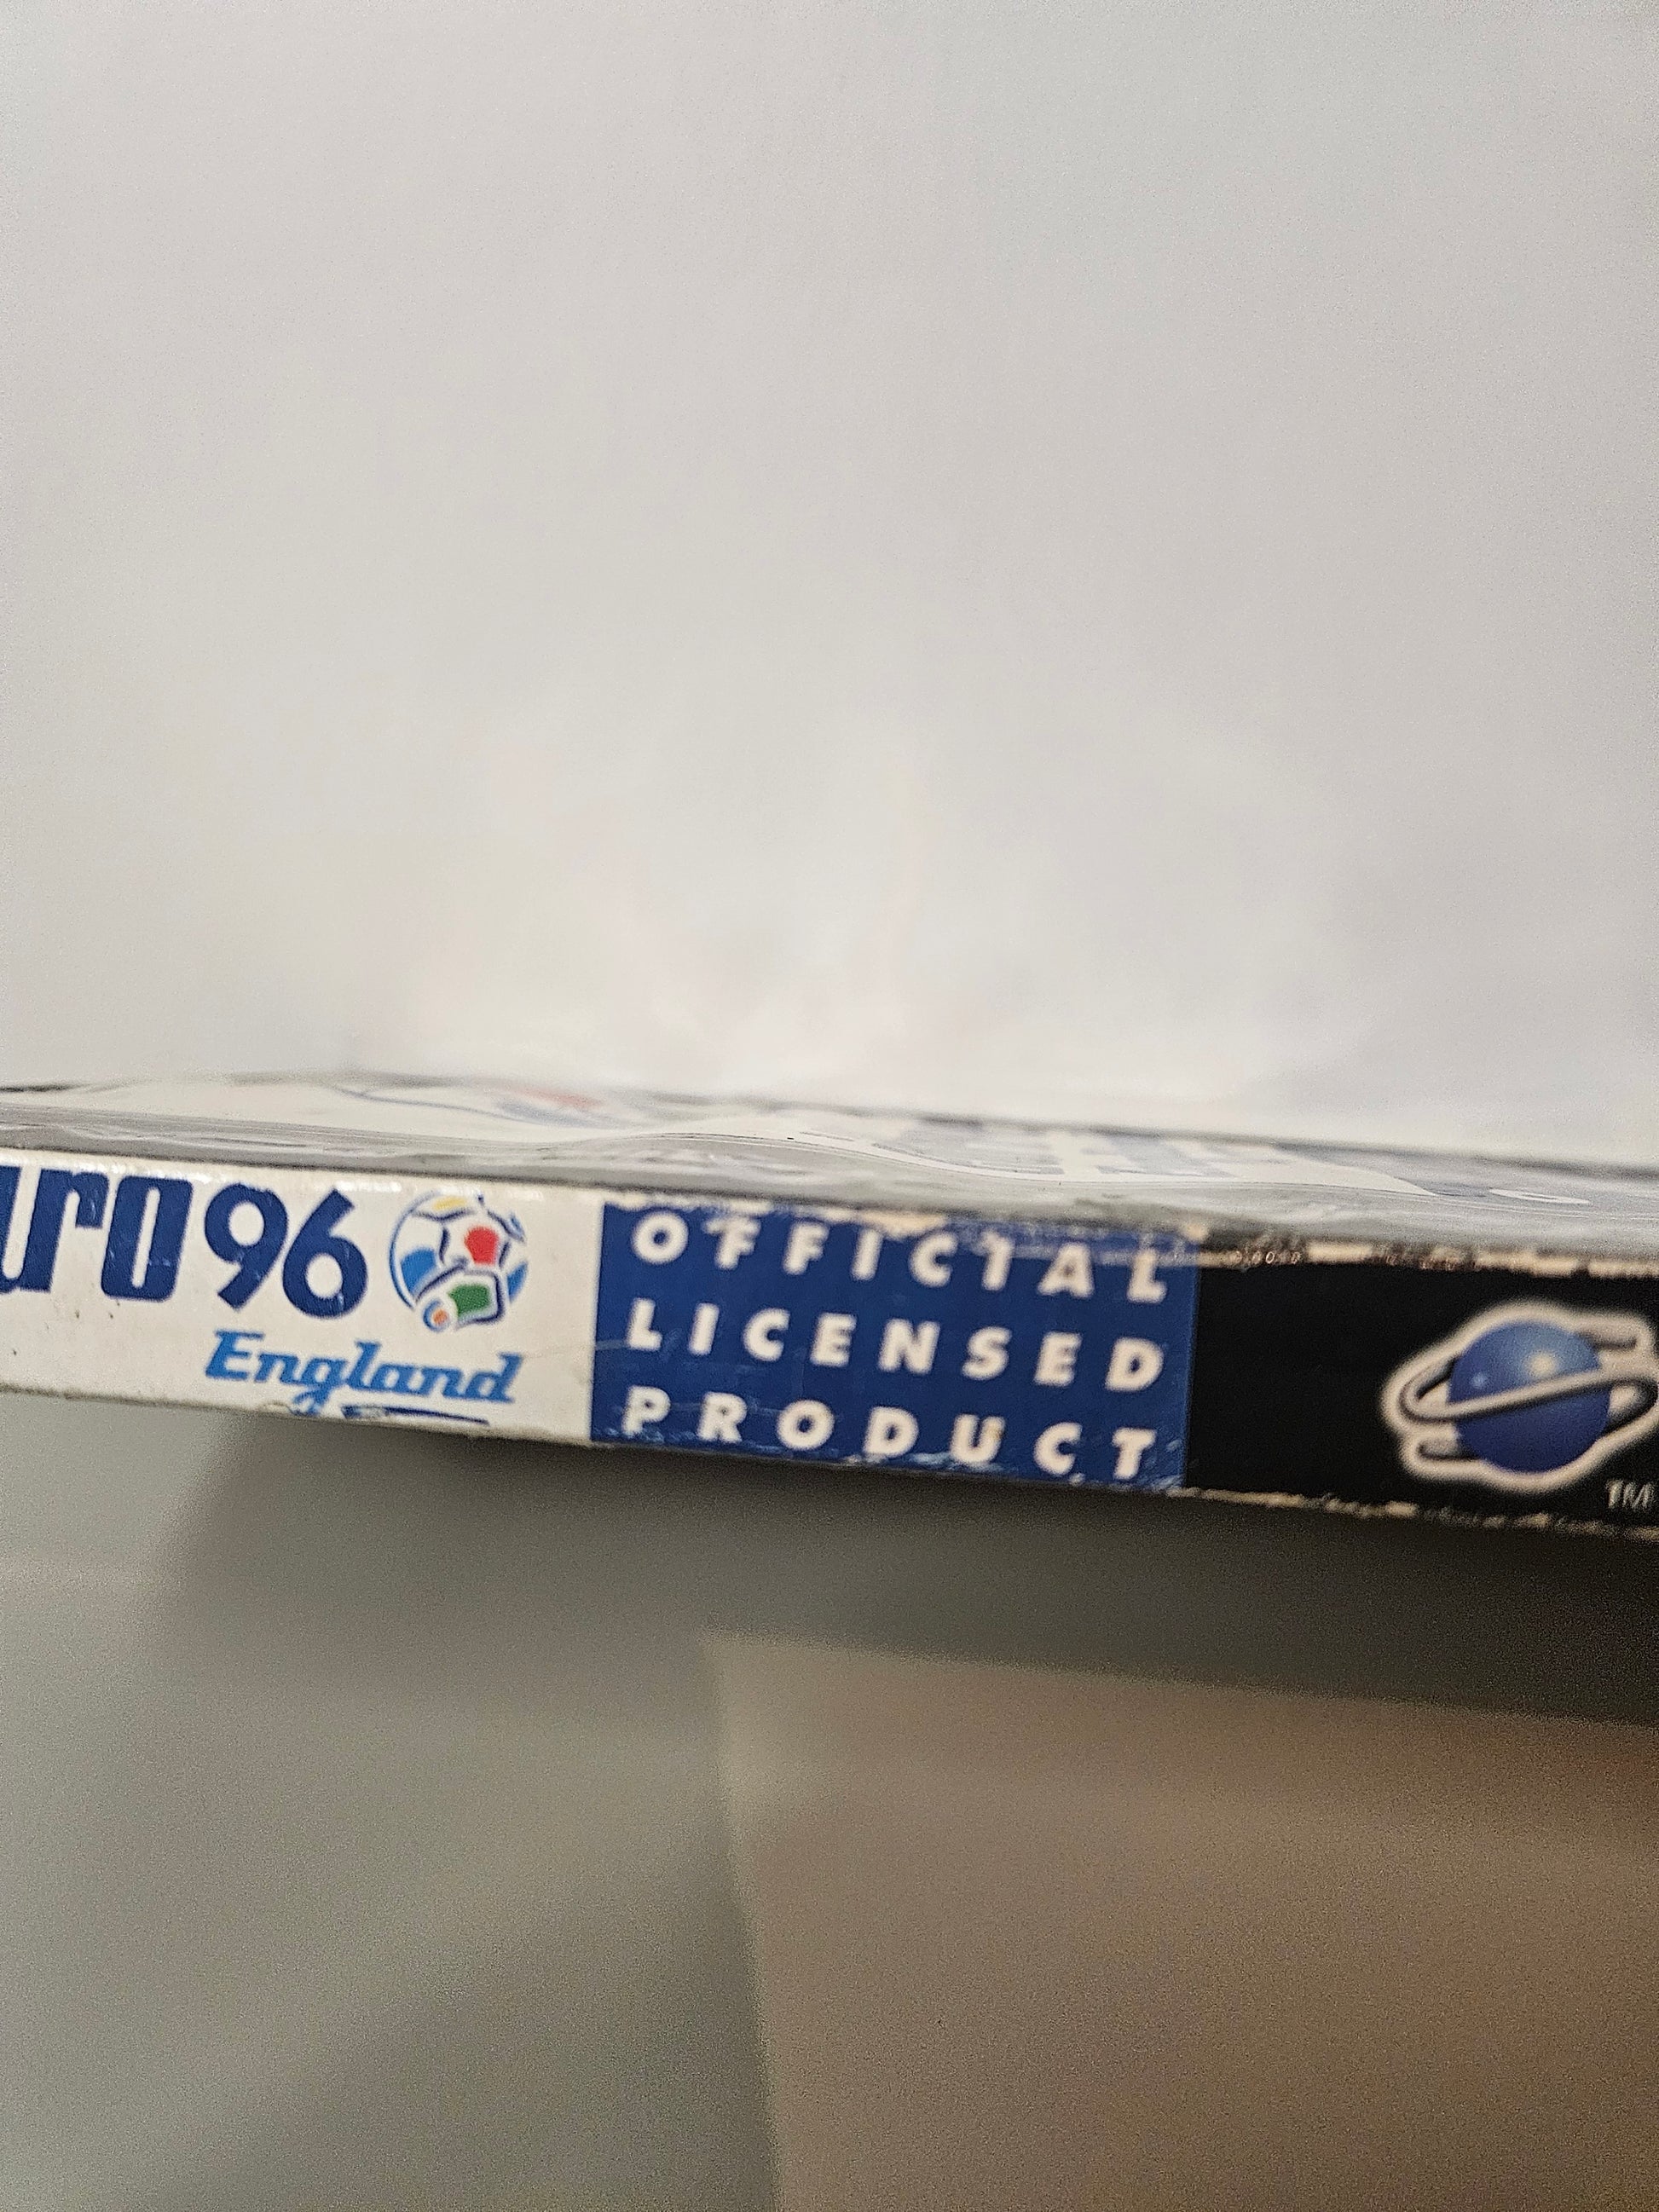 uro96
England
OFFICIAL
LICENSED
PRODUCT
TM